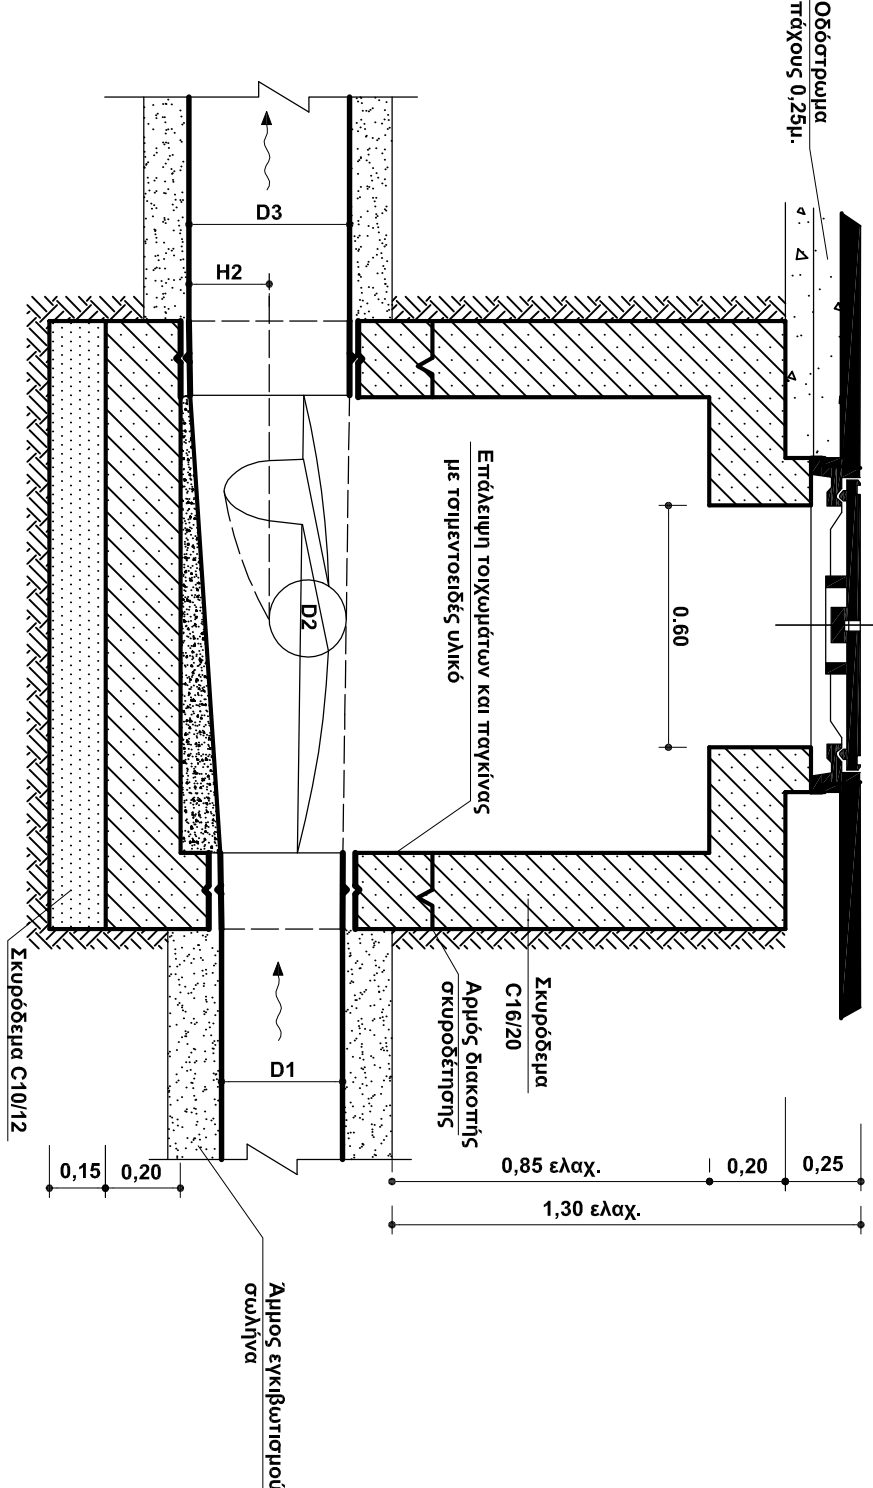 Οδόστρωμα
πάχους 0,25μ.
0.60
Επάλειψη τοιχωμάτων και παγκίνας
με τσιμεντοειδές υλικό
D3
H2
D2
D1
Σκυρόδεμα
C16/20
Αρμός διακοπής
σκυροδέτησης
Σκυρόδεμα C10/12
0,15
0,20
0,85 ελαχ.
0,20
0,25
1,30 ελαχ.
Άμμος εγκιβωτισμού
σωλήνα